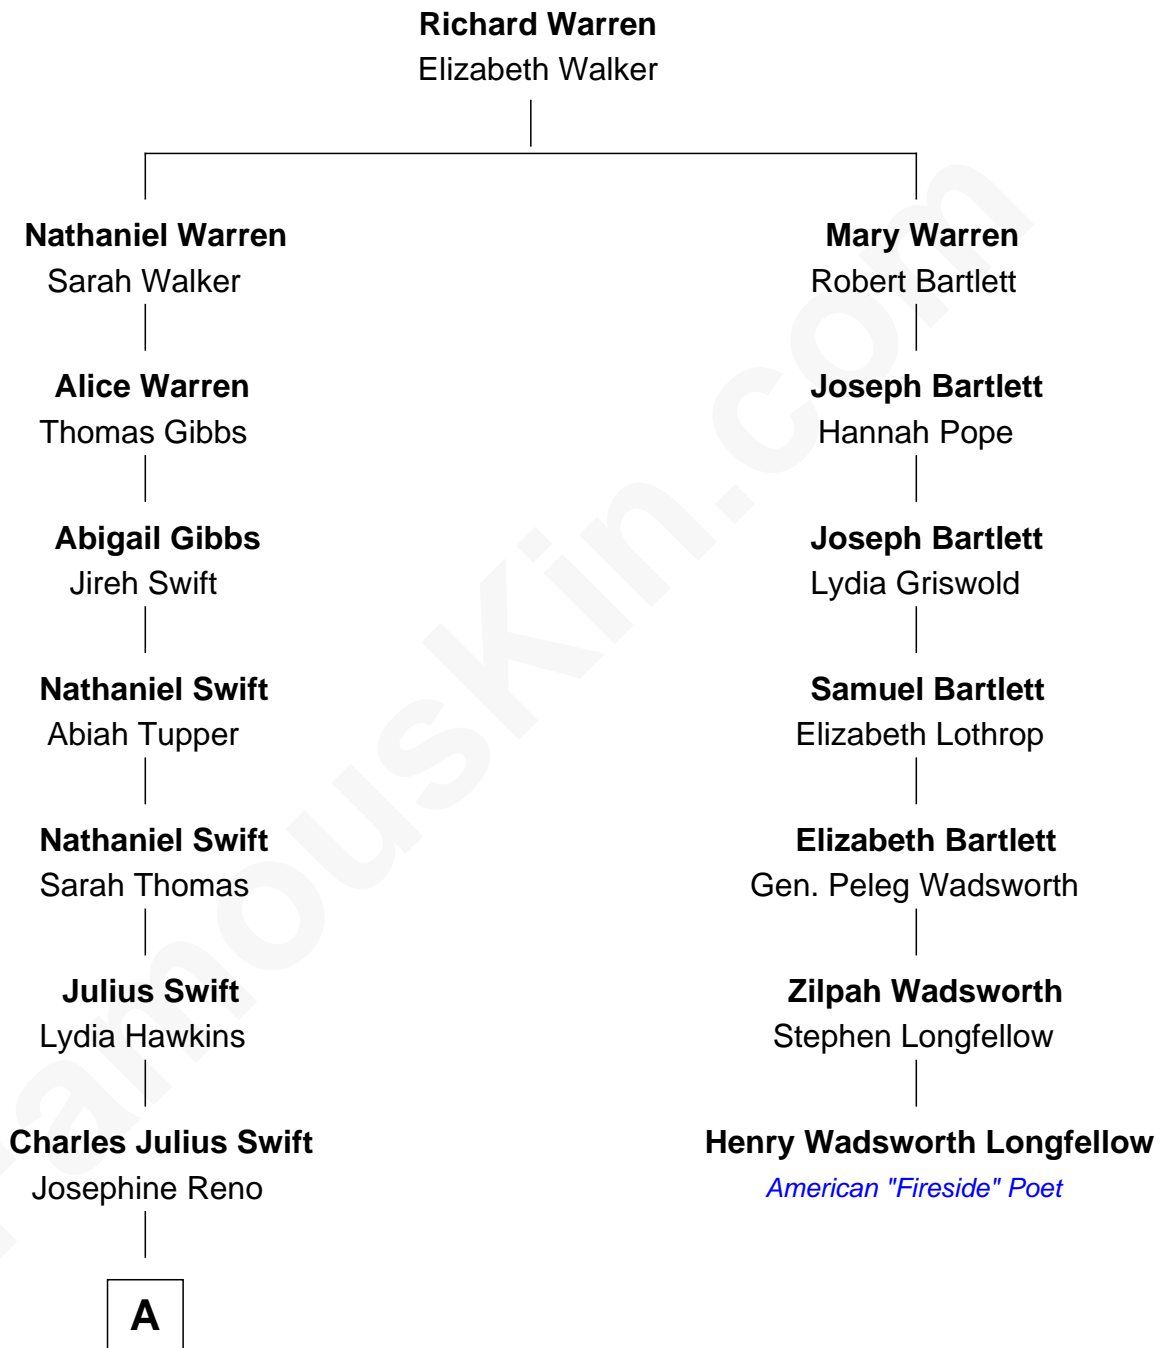 Richard Warren
Elizabeth Walker
Nathaniel Warren
Sarah Walker
Mary Warren
Robert Bartlett
Alice Warren
Thomas Gibbs
Joseph Bartlett
Hannah Pope
Abigail Gibbs
Jireh Swift
Joseph Bartlett
Lydia Griswold
Nathaniel Swift
Abiah Tupper
Samuel Bartlett
Elizabeth Lothrop
Nathaniel Swift
Sarah Thomas
Elizabeth Bartlett
Gen. Peleg Wadsworth
Julius Swift
Lydia Hawkins
Zilpah Wadsworth
Stephen Longfellow
Charles Julius Swift
Josephine Reno
Henry Wadsworth Longfellow
American "Fireside" Poet
A
FamousKin.com